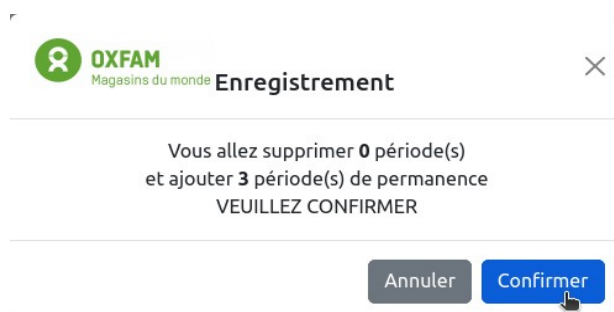 OXFAM
Magasins du monde
Enregistrement
Vous allez supprimer 0 période(s)
et ajouter 3 période(s) de permanence
VEUILLEZ CONFIRMER
Annuler
Confirmer